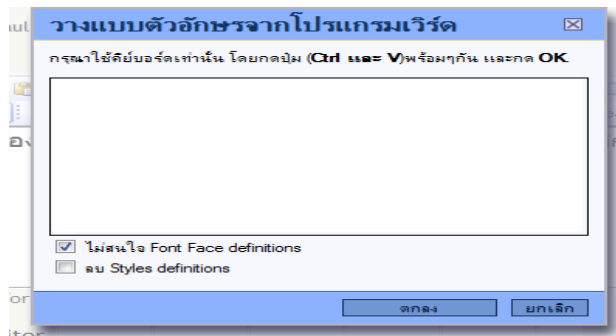 วางแบบตัวอักษรจากโปรแกรมเวิร์ด
กรุณาใช้คีย์บอร์ดเท่านั้น โดยกดปุ่ม (Ctrl และ V)พร้อมๆกัน และกด OK.
ไม่สนใจ Font Face definitions
ลบ Styles definitions
ตกลง ยกเลิก